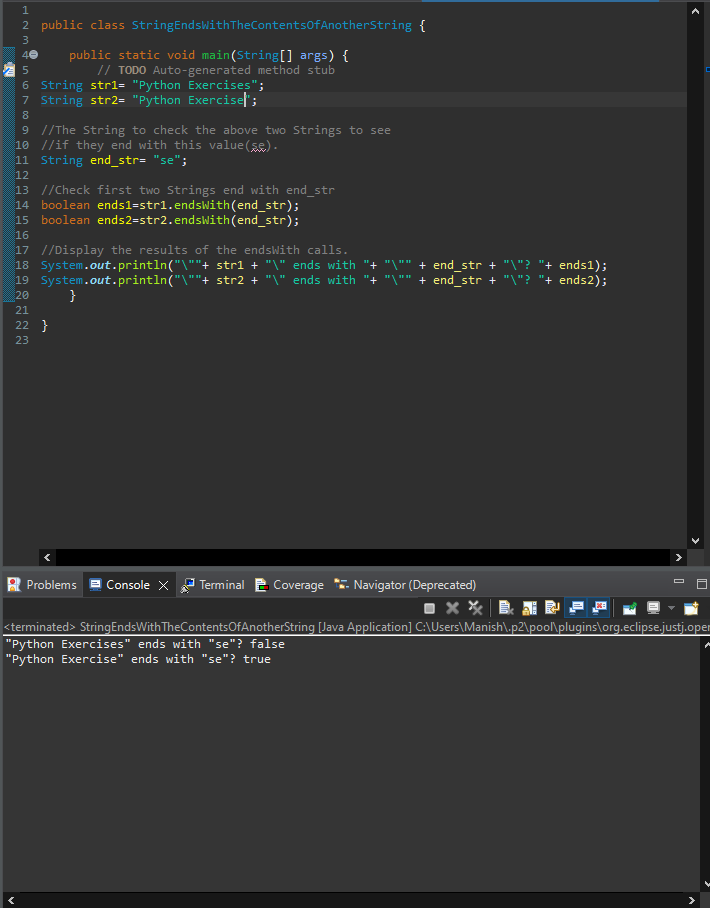 1
2 public class StringEndsWithTheContentsOfAnotherString {
3
4 public static void main(String[] args) {
5 // TODO Auto-generated method stub
6 String str1= "Python Exercises";
7 String str2= "Python Exercise";
8
9 //The String to check the above two Strings to see
10 //if they end with this value(se).
11 String end_str= "se";
12
13 //Check first two Strings end with end_str
14 boolean ends1=str1.endsWith(end_str);
15 boolean ends2=str2.endsWith(end_str);
16
17 //Display the results of the endsWith calls.
18 System.out.println("\""+ str1 + "\" ends with "+ "\"" + end_str + "\"? "+ ends1);
19 System.out.println("\""+ str2 + "\" ends with "+ "\"" + end_str + "\"? "+ ends2);
20 }
21
22 }
23
Problems Console Terminal Coverage Navigator (Deprecated)
<terminated> StringEndsWithTheContentsOfAnotherString [Java Application] C:\Users\Manish\.p2\pool\plugins\org.eclipse.justj.oper
"Python Exercises" ends with "se"? false
"Python Exercise" ends with "se"? true